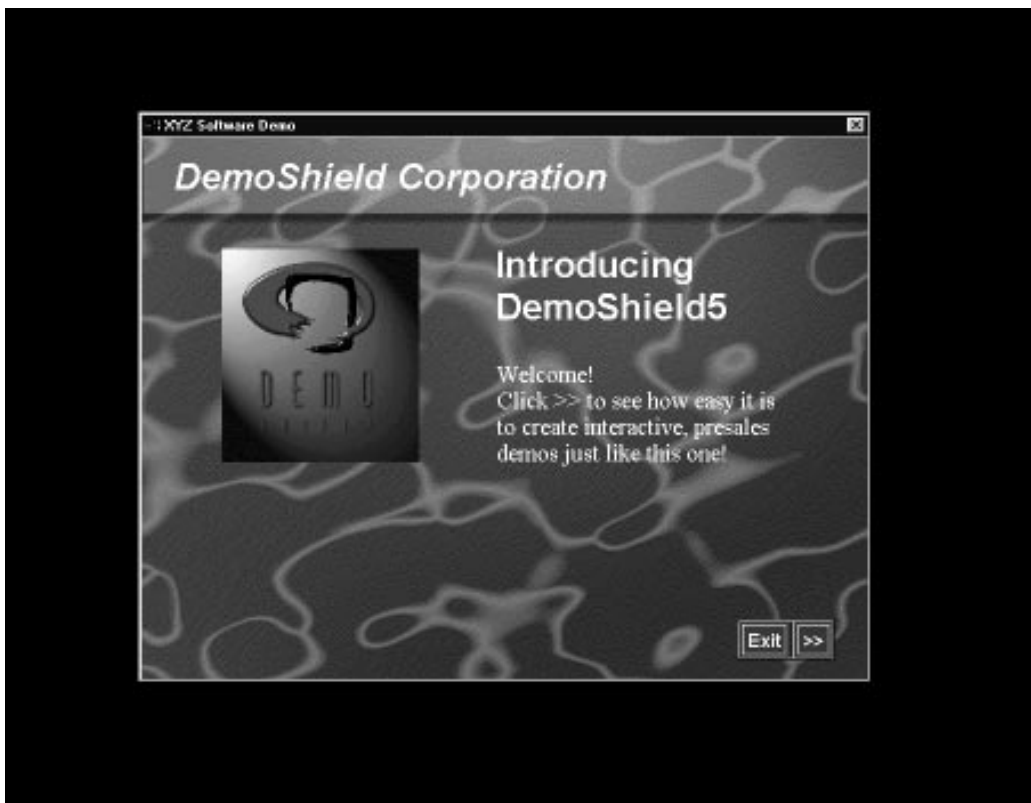 XYZ Software Demo
DemoShield Corporation
Introducing
DemoShield5
DEMO
Welcome!
Click >> to see how easy it is
to create interactive, presales
demos just like this one!
Exit >>